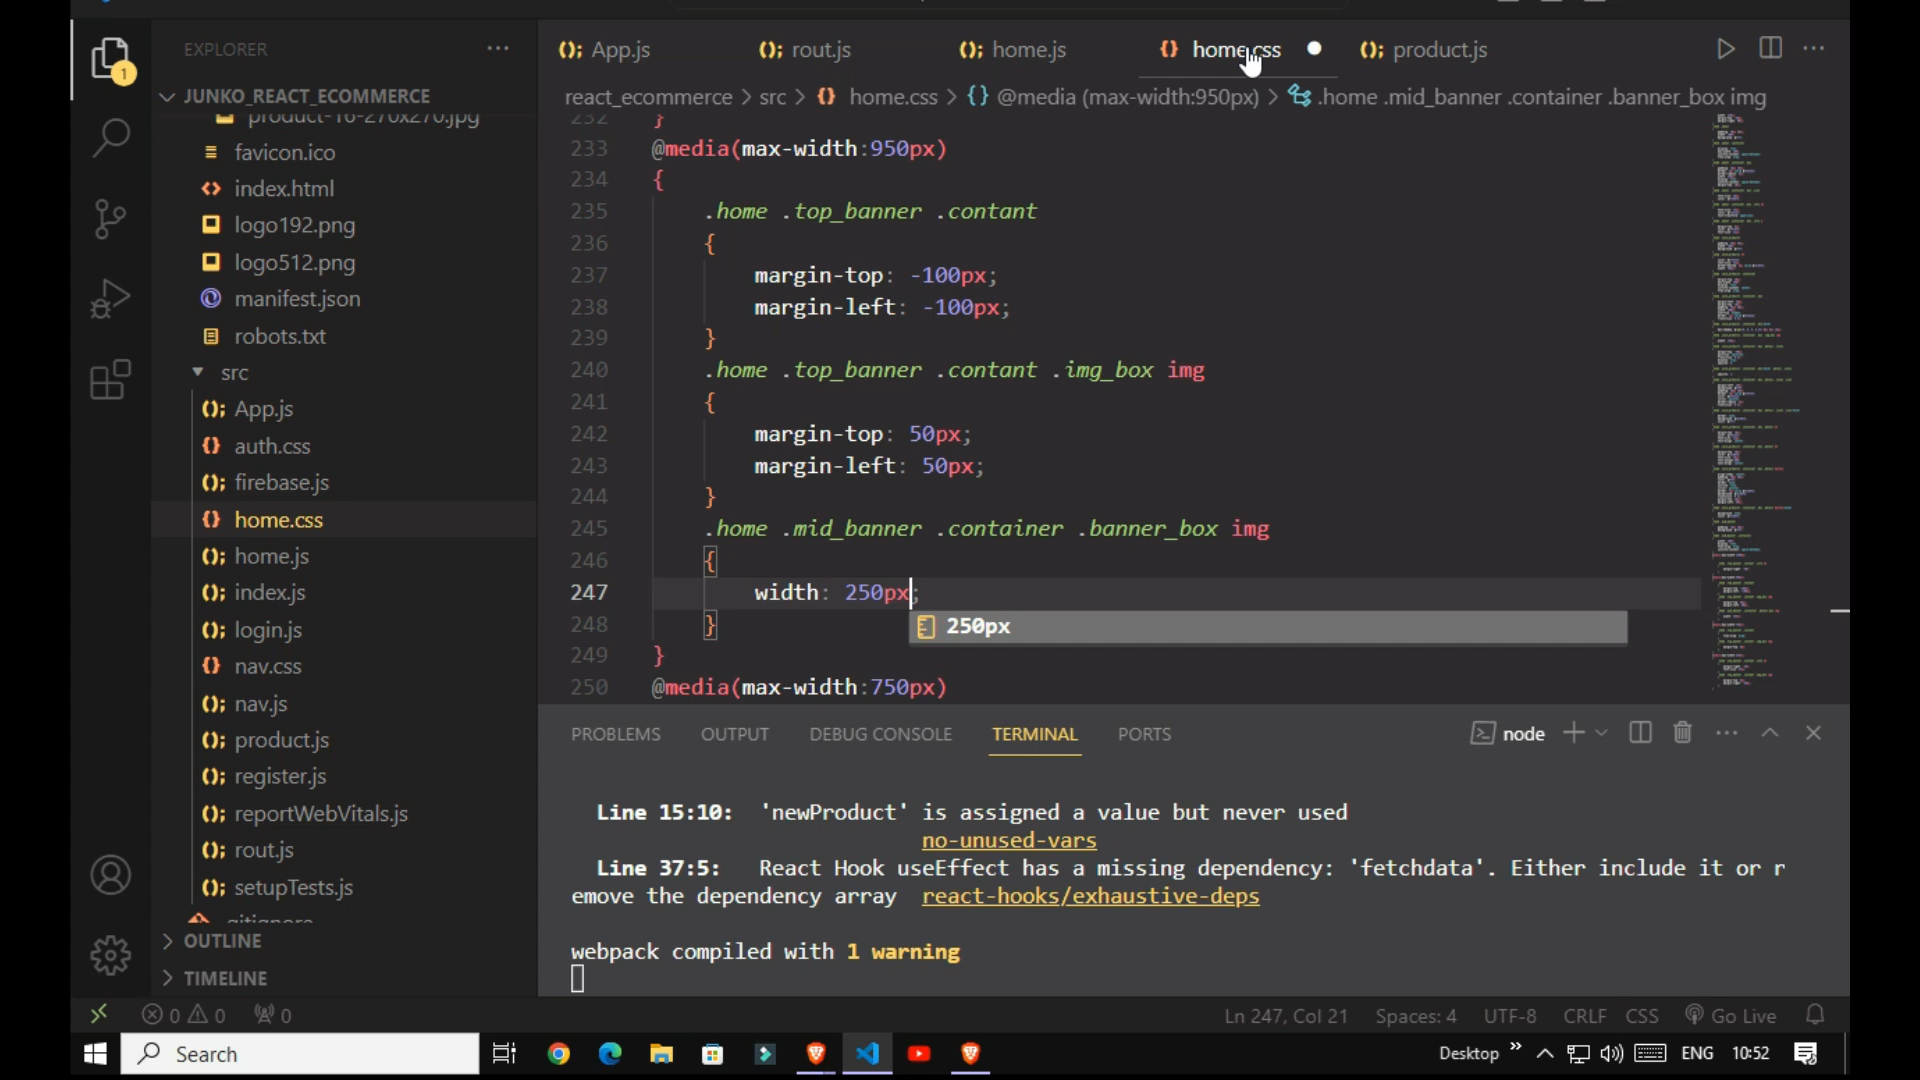 EXPLORER
JUNKO_REACT_ECOMMERCE
product-16-270x270.jpg
favicon.ico
index.html
logo192.png
logo512.png
manifest.json
robots.txt
src
App.js
auth.css
firebase.js
home.css
home.js
index.js
login.js
nav.css
nav.js
product.js
register.js
reportWebVitals.js
rout.js
setupTests.js
.gitignore
OUTLINE
TIMELINE
1
App.js rout.js home.js home.css product.js
react_ecommerce > src > {} home.css > {} @media (max-width:950px) > .home .mid_banner .container .banner_box img
232 }
233 @media(max-width:950px)
234 {
235 .home .top_banner .contant
236 {
237 margin-top: -100px;
238 margin-left: -100px;
239 }
240 .home .top_banner .contant .img_box img
241 {
242 margin-top: 50px;
243 margin-left: 50px;
244 }
245 .home .mid_banner .container .banner_box img
246 {
247 width: 250px;
248 }
250px
249 }
250 @media(max-width:750px)
PROBLEMS OUTPUT DEBUG CONSOLE TERMINAL PORTS
node
Line 15:10: 'newProduct' is assigned a value but never used
no-unused-vars
Line 37:5: React Hook useEffect has a missing dependency: 'fetchdata'. Either include it or r
emove the dependency array react-hooks/exhaustive-deps
webpack compiled with 1 warning
0 0 0
Ln 247, Col 21 Spaces: 4 UTF-8 CRLF CSS Go Live
Search
Desktop » ENG 10:52